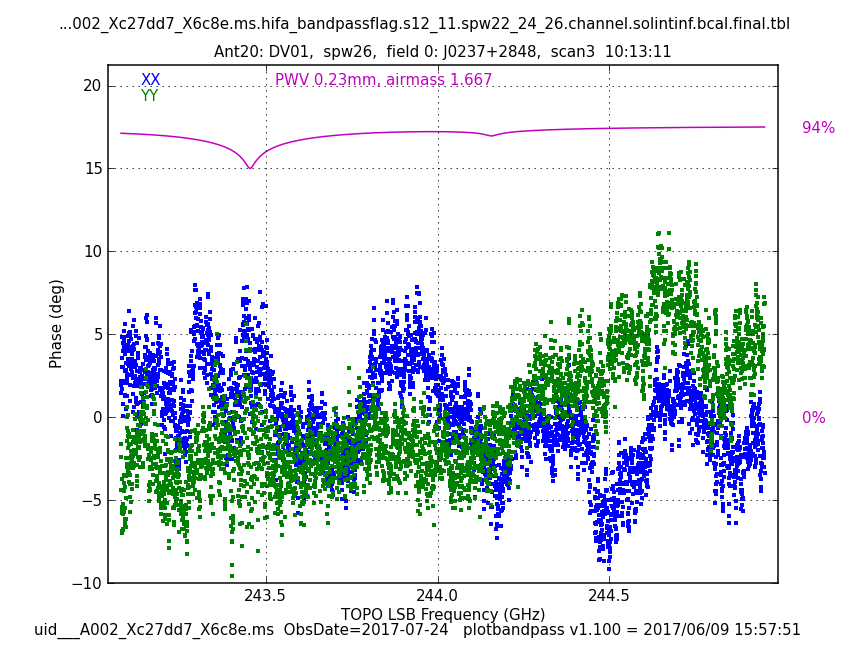 ...002_Xc27dd7_X6c8e.ms.hifa_bandpassflag.s12_11.spw22_24_26.channel.solintinf.bcal.final.tbl
Ant20: DV01, spw26, field 0: J0237+2848, scan3 10:13:11
XX
YY
PWV 0.23mm, airmass 1.667
94%
0%
20
15
10
5
0
−5
−10
Phase (deg)
243.5 244.0 244.5
TOPO LSB Frequency (GHz)
uid___A002_Xc27dd7_X6c8e.ms ObsDate=2017-07-24 plotbandpass v1.100 = 2017/06/09 15:57:51